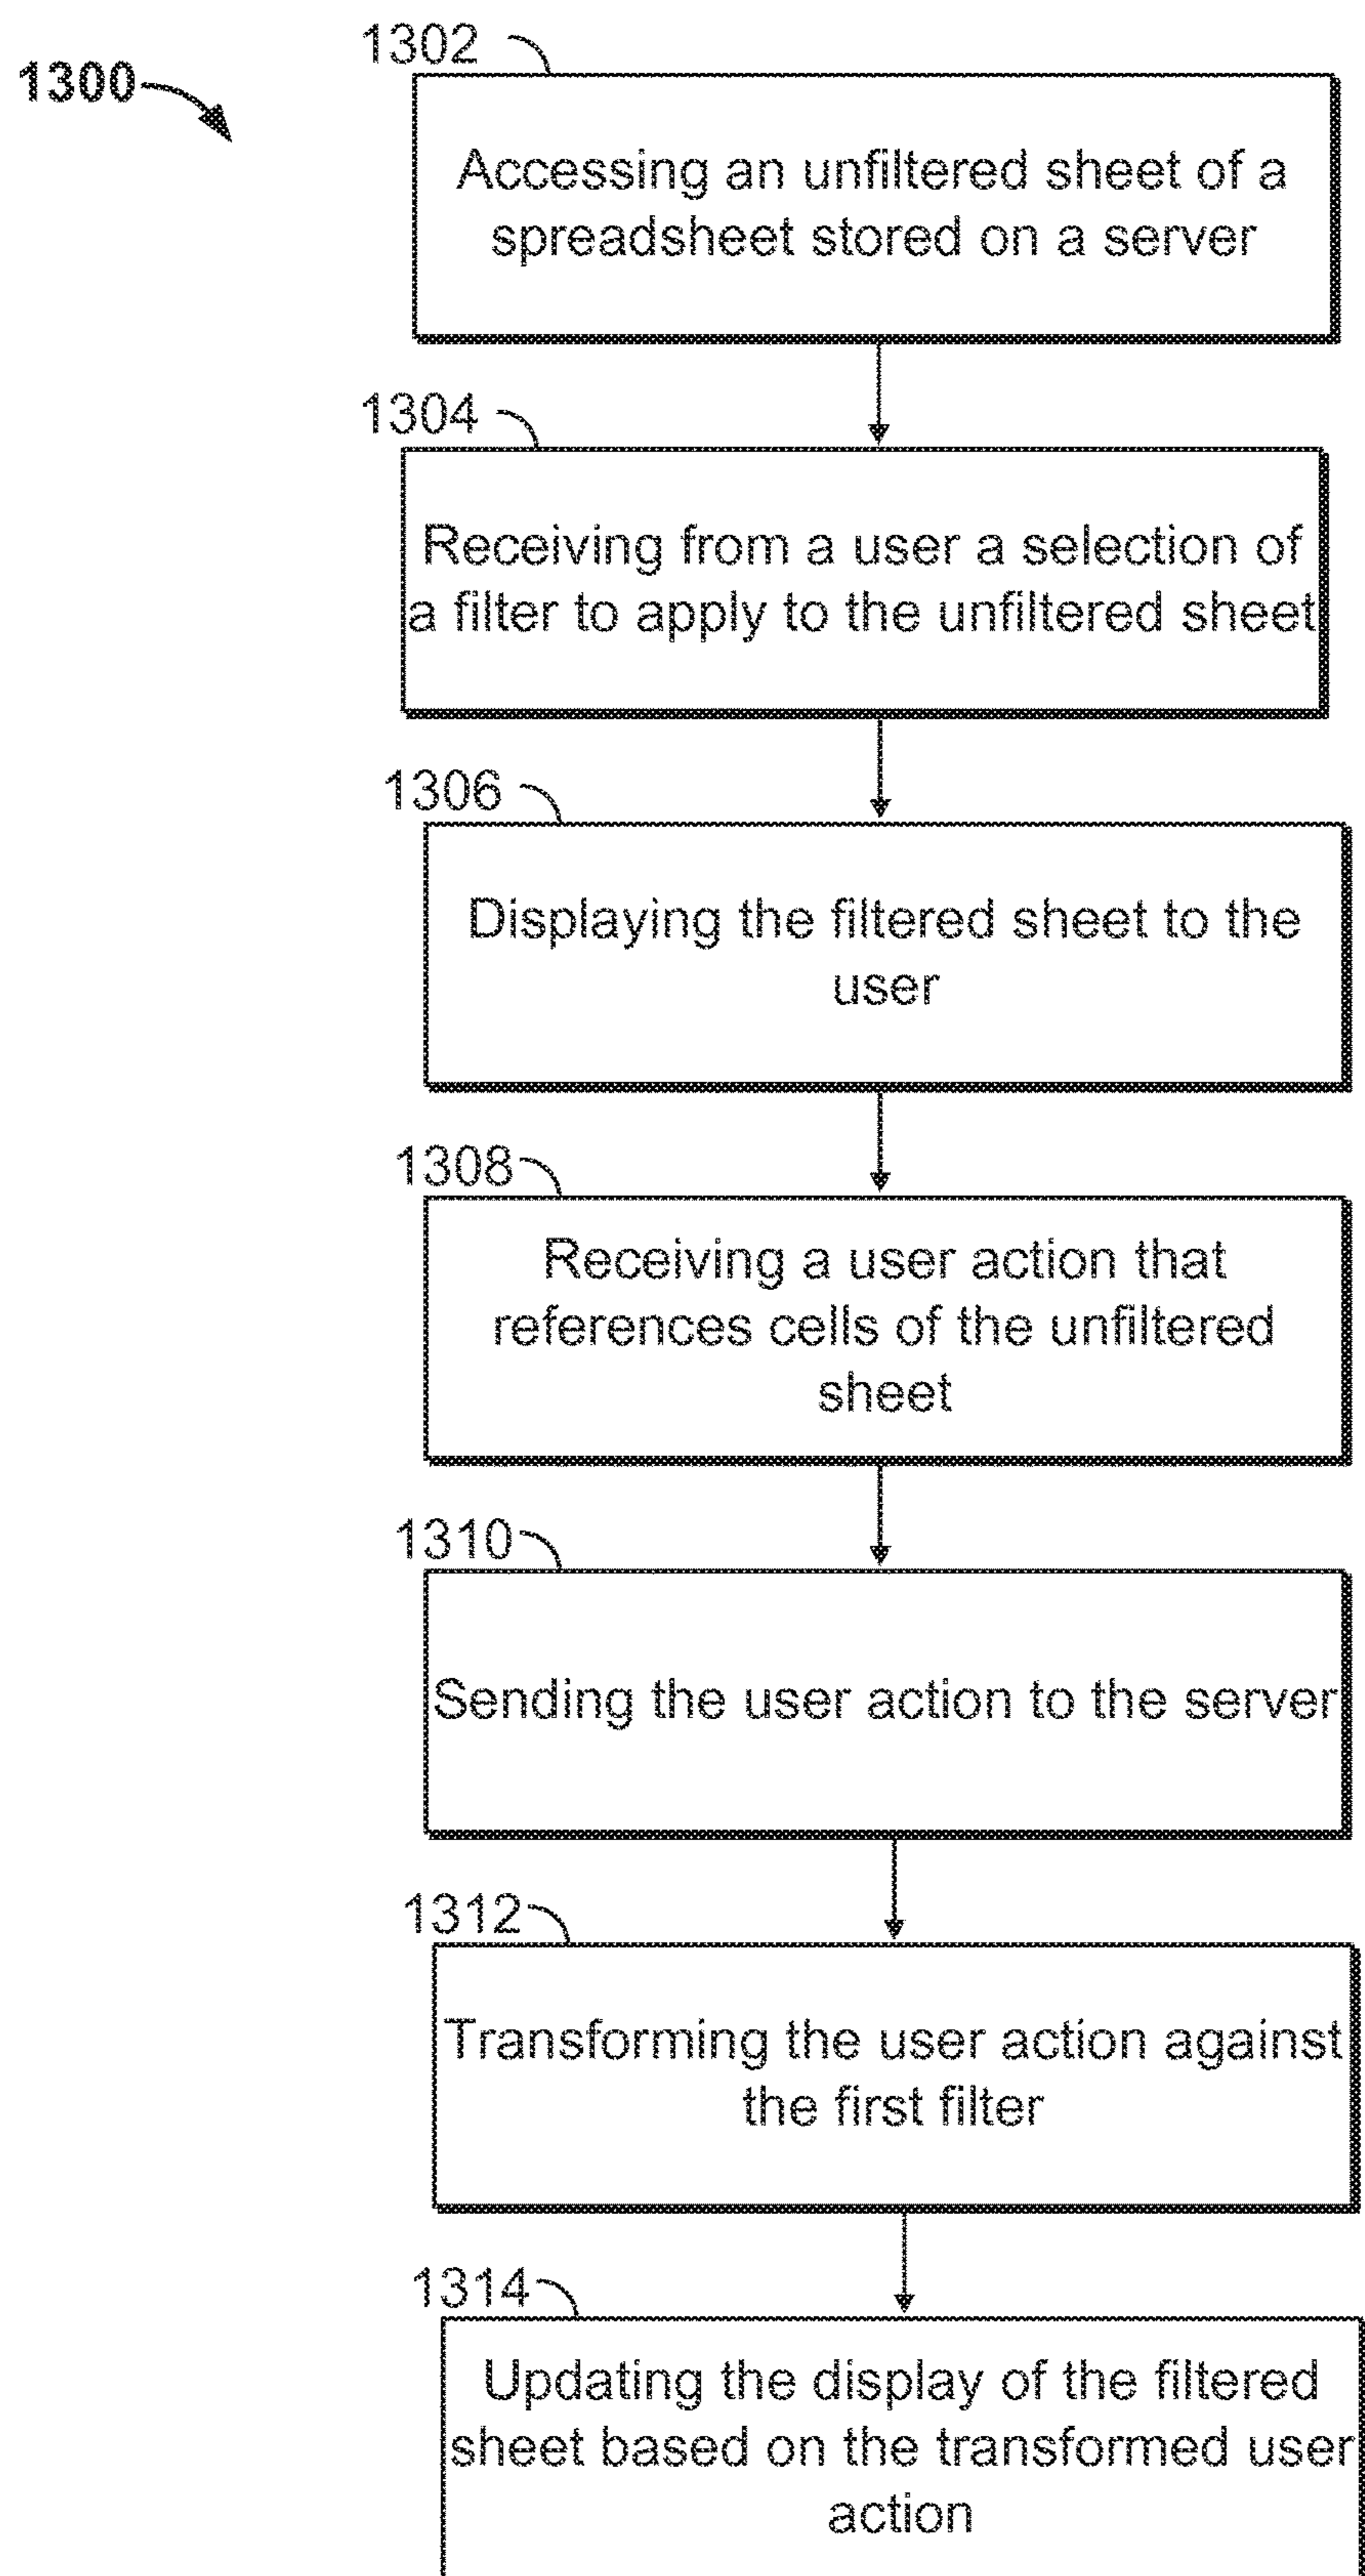 1300
1302
Accessing an unfiltered sheet of a
spreadsheet stored on a server
1304
Receiving from a user a selection of
a filter to apply to the unfiltered sheet
1306
Displaying the filtered sheet to the
user
1308
Receiving a user action that
references cells of the unfiltered
sheet
1310
Sending the user action to the server
1312
Transforming the user action against
the first filter
1314
Updating the display of the filtered
sheet based on the transformed user
action